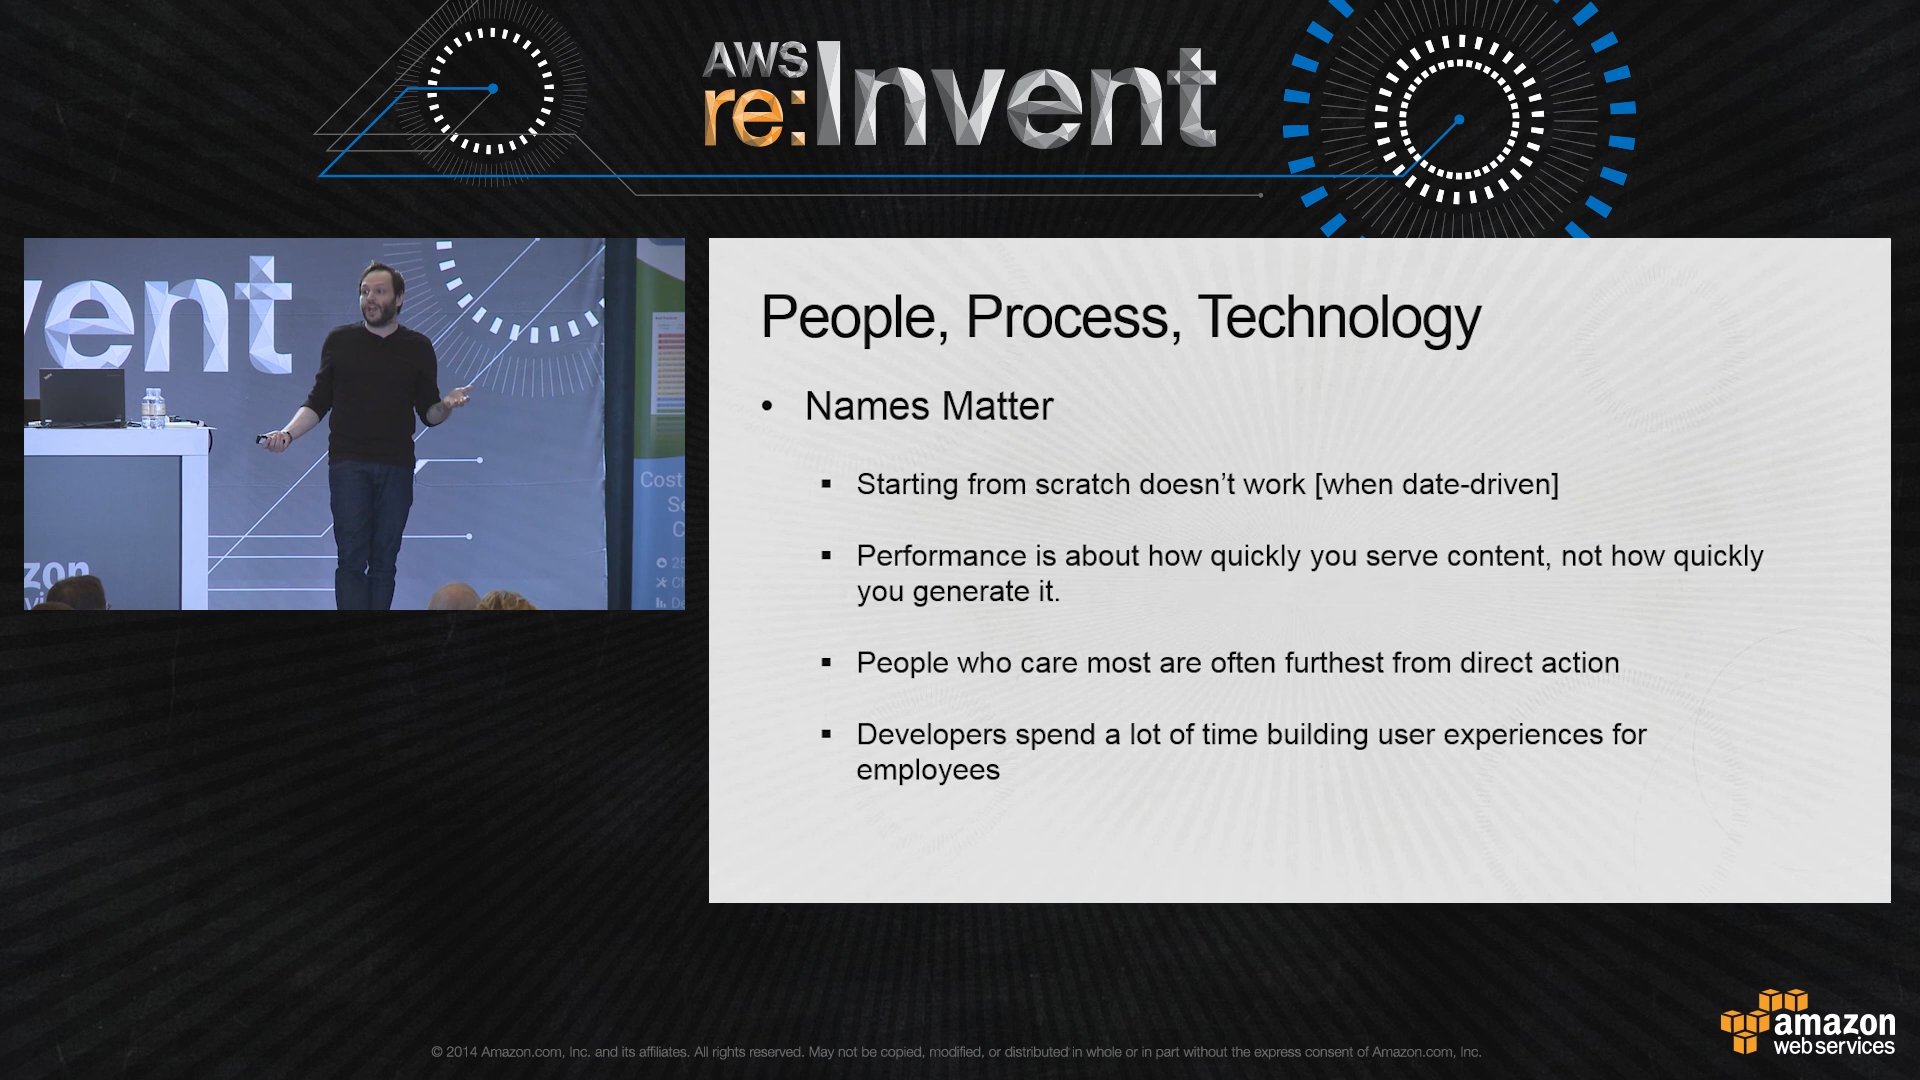 AWS
re:Invent
vent
zon
Cost
People, Process, Technology
• Names Matter
▪ Starting from scratch doesn’t work [when date-driven]
▪ Performance is about how quickly you serve content, not how quickly
you generate it.
▪ People who care most are often furthest from direct action
▪ Developers spend a lot of time building user experiences for
employees
amazon
web services
© 2014 Amazon.com, Inc. and its affiliates. All rights reserved. May not be copied, modified, or distributed in whole or in part without the express consent of Amazon.com, Inc.